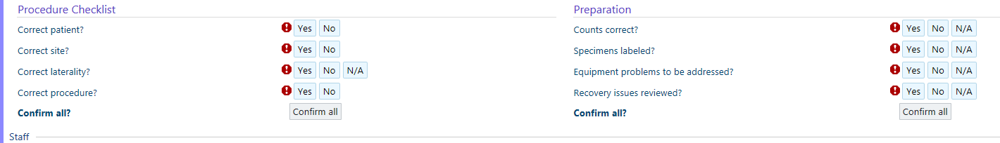 Procedure Checklist
Correct patient? Yes No
Correct site? Yes No
Correct laterality? Yes No N/A
Correct procedure? Yes No
Confirm all? Confirm all
Preparation
Counts correct? Yes No N/A
Specimens labeled? Yes No N/A
Equipment problems to be addressed? Yes No N/A
Recovery issues reviewed? Yes No N/A
Confirm all? Confirm all
Staff